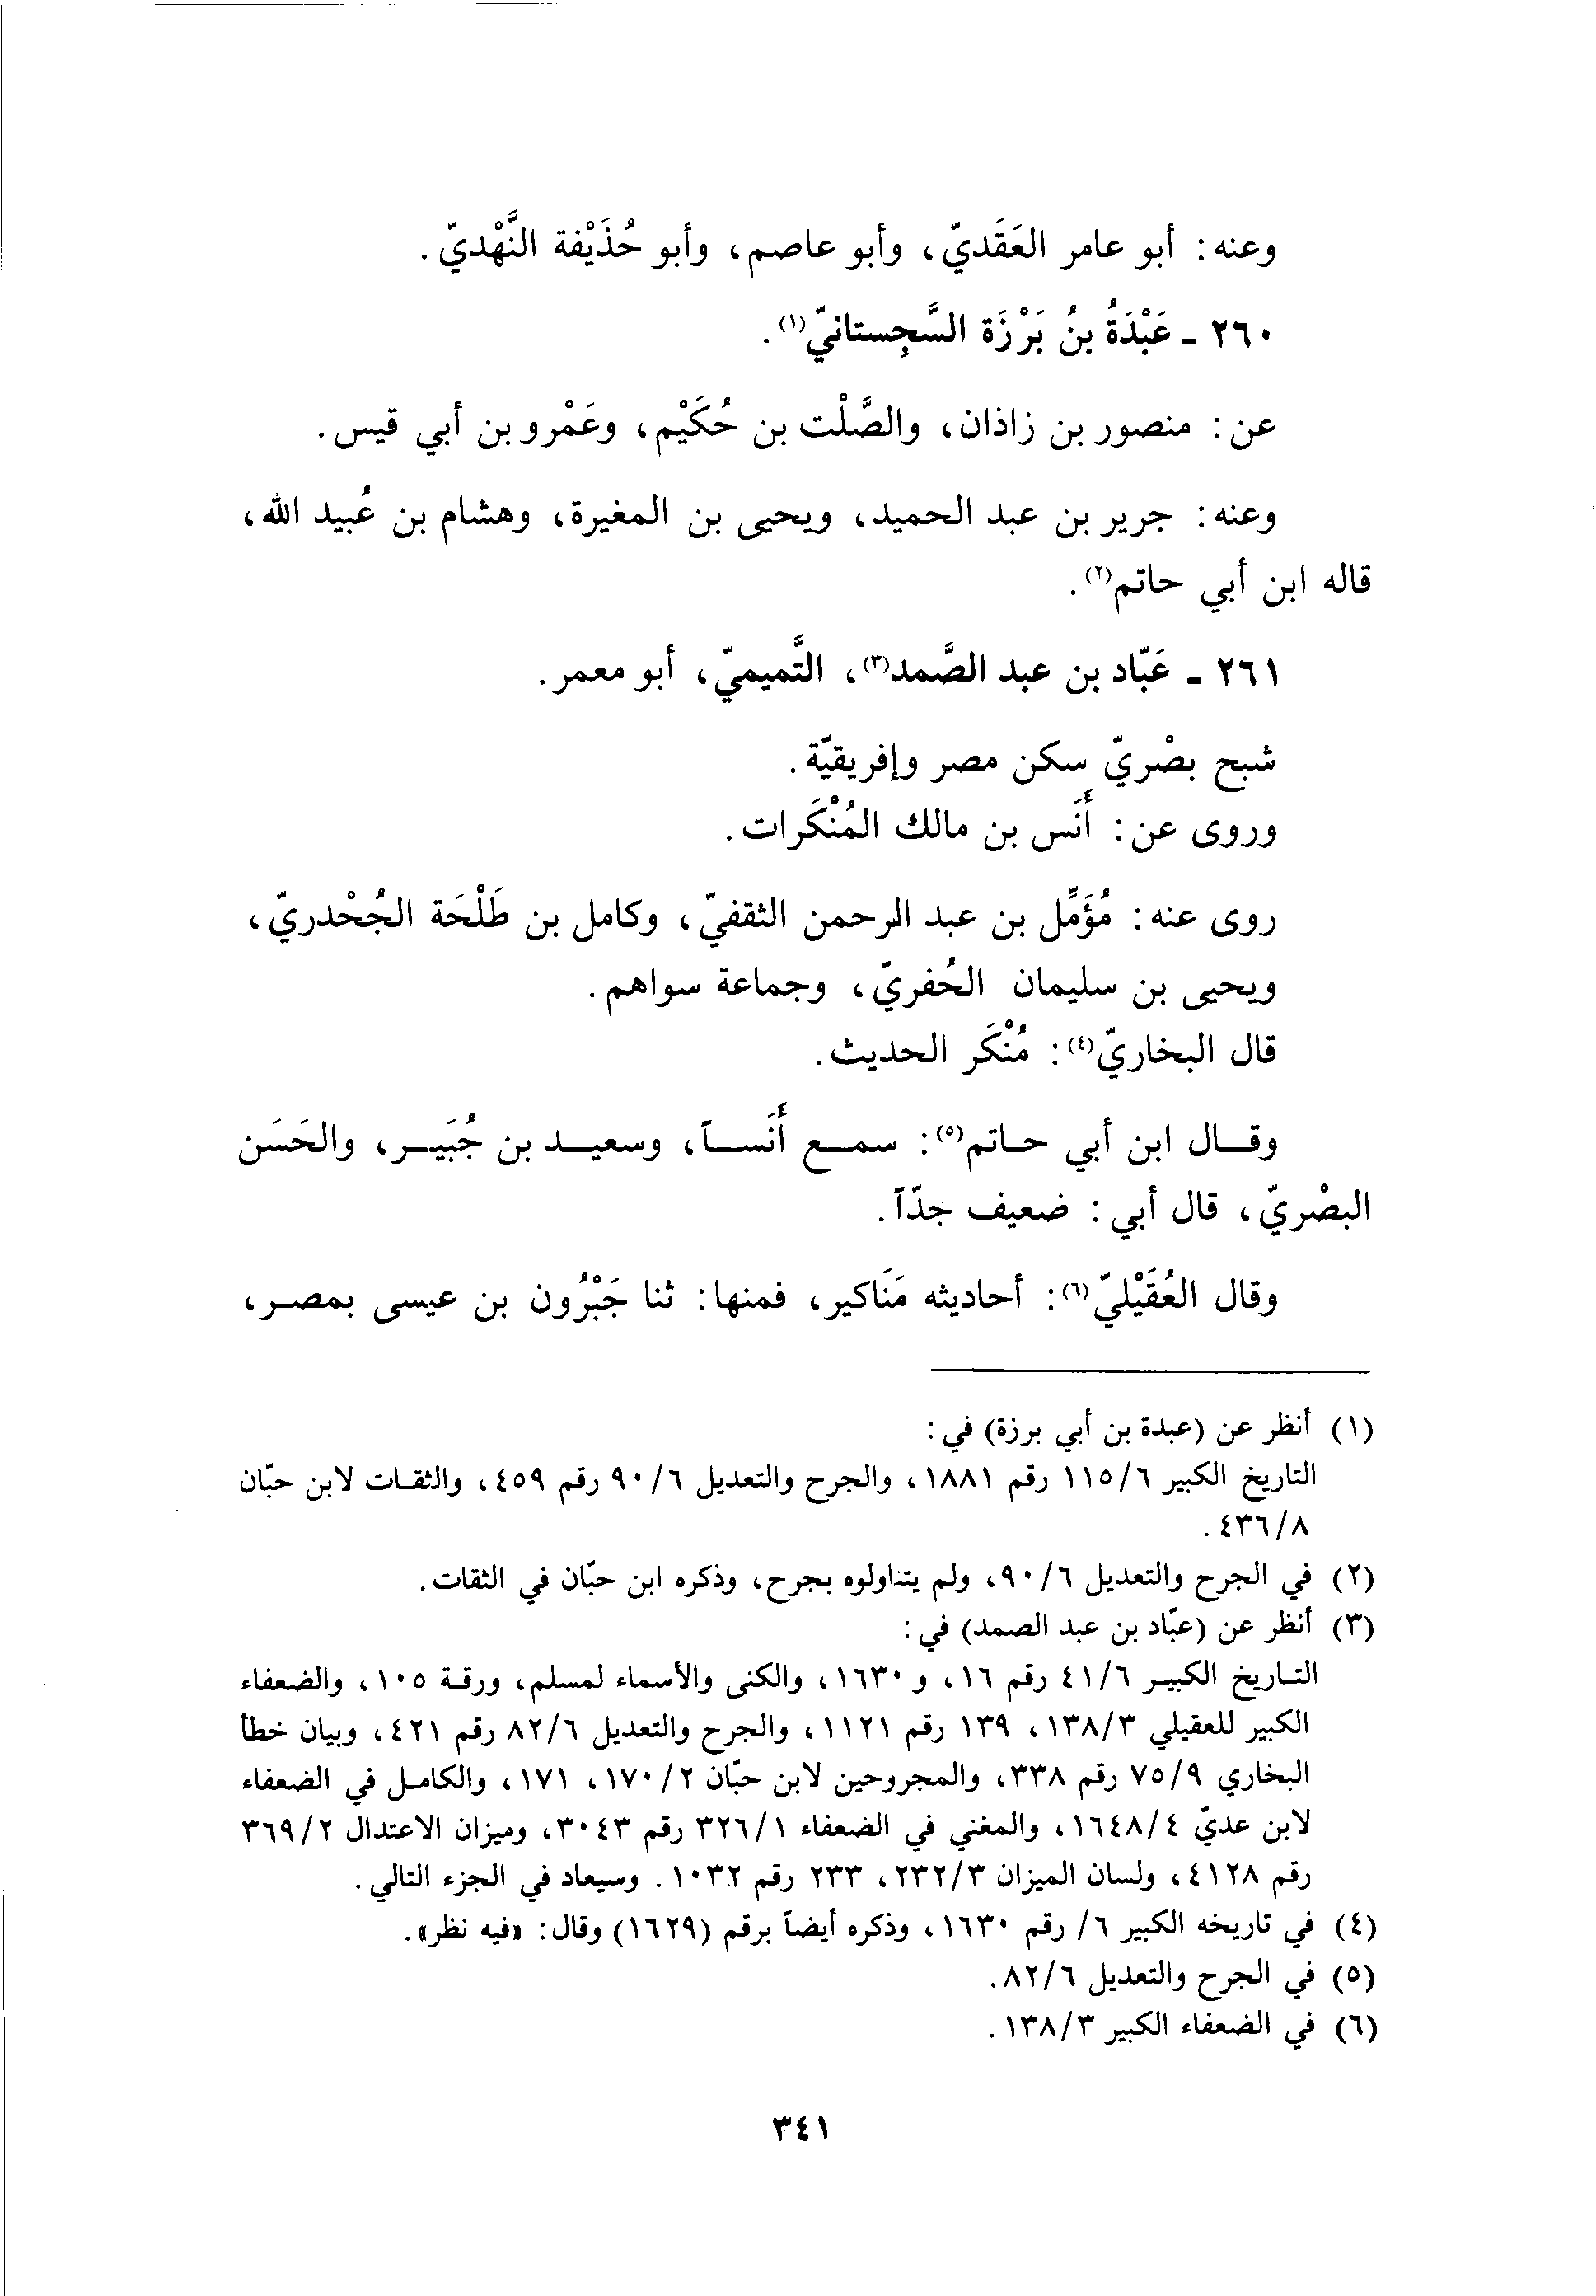 وعنه: أبو عامر العَقَديّ، وأبو عاصم، وأبو حُذَيْفة النَّهْديّ.
٢٦٠ - عَبْدَةُ بنُ بَرْزَة السَّجِستانيّ(١).
عن: منصور بن زاذان، والصَّلْت بن حُكَيْم، وعَمْرو بن أبي قيس.
وعنه: جرير بن عبد الحميد، ويحيى بن المغيرة، وهشام بن عُبيد الله،
قاله ابن أبي حاتم(٢).
٢٦١ - عَبّاد بن عبد الصَّمد(٣)، التَّميميّ، أبو معمر.
شبح بصْريّ سكن مصر وإفريقيّة.
وروى عن: أَنَس بن مالك المُنْكَرات.
روى عنه: مُؤَمِّل بن عبد الرحمن الثقفيّ، وكامل بن طَلْحَة الجُحْدريّ،
ويحيى بن سليمان الحُفريّ، وجماعة سواهم.
قال البخاريّ(٤): مُنْكَر الحديث.
وقال ابن أبي حاتم(٥): سمع أَنَساً، وسعيد بن جُبَير، والحَسَن
البصْريّ، قال أبي: ضعيف جدّاً.
وقال العُقَيْليّ(٦): أحاديثه مَنَاكير، فمنها: ثنا جَبْرُون بن عيسى بمصر،
(١) أنظر عن (عبدة بن أبي برزة) في:
التاريخ الكبير ٦/ ١١٥ رقم ١٨٨١، والجرح والتعديل ٦/ ٩٠ رقم ٤٥٩، والثقات لابن حبّان
٨/ ٤٣٦.
(٢) في الجرح والتعديل ٦/ ٩٠، ولم يتناولوه بجرح، وذكره ابن حبّان في الثقات.
(٣) أنظر عن (عبّاد بن عبد الصمد) في:
التاريخ الكبير ٦/ ٤١ رقم ١٦، و ١٦٣٠، والكنى والأسماء لمسلم، ورقة ١٠٥، والضعفاء
الكبير للعقيلي ٣/ ١٣٨، ١٣٩ رقم ١١٢١، والجرح والتعديل ٦/ ٨٢ رقم ٤٢١، وبيان خطأ
البخاري ٩/ ٧٥ رقم ٣٣٨، والمجروحين لابن حبّان ٢/ ١٧٠، ١٧١، والكامل في الضعفاء
لابن عديّ ٤/ ١٦٤٨، والمغني في الضعفاء ١/ ٣٢٦ رقم ٣٠٤٣، وميزان الاعتدال ٢/ ٣٦٩
رقم ٤١٢٨، ولسان الميزان ٣/ ٢٣٢، ٢٣٣ رقم ١٠٣٢. وسيعاد في الجزء التالي.
(٤) في تاريخه الكبير ٦/ رقم ١٦٣٠، وذكره أيضاً برقم (١٦٢٩) وقال: «فيه نظر».
(٥) في الجرح والتعديل ٦/ ٨٢.
(٦) في الضعفاء الكبير ٣/ ١٣٨.
٣٤١